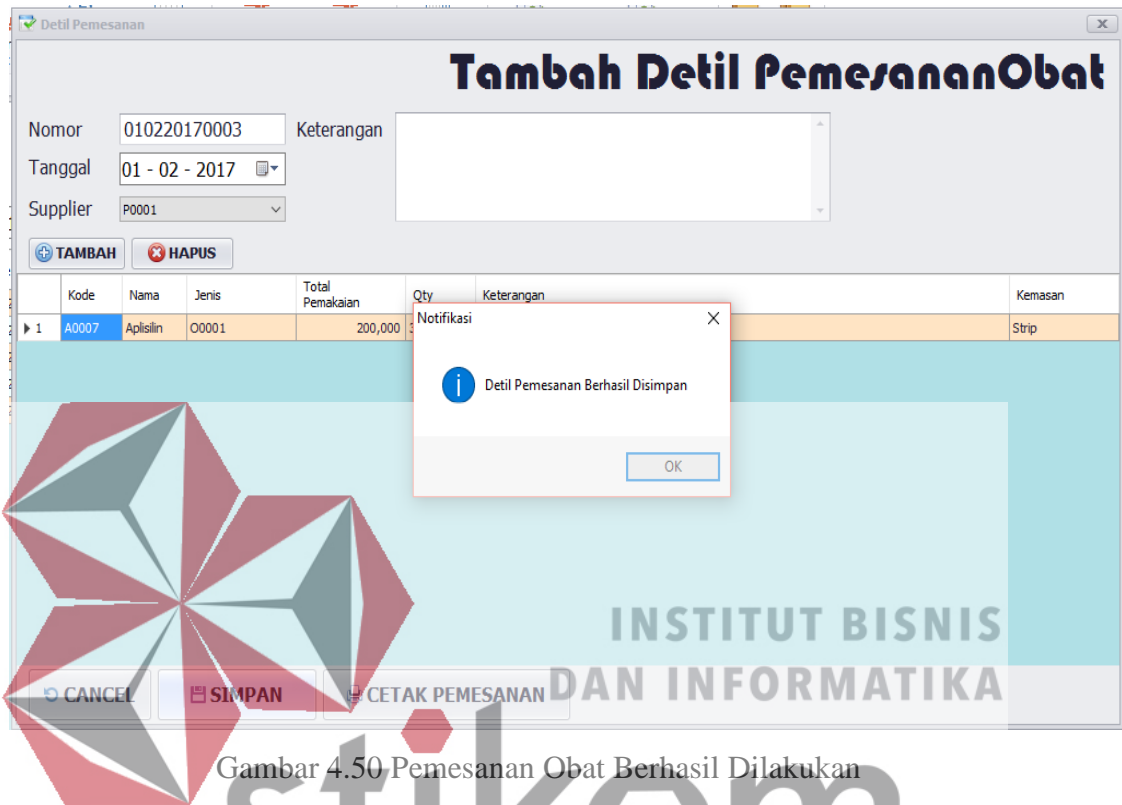 Detil Pemesanan
Tambah Detil PemesananObat
Nomor 010220170003 Keterangan
Tanggal 01 - 02 - 2017
Supplier P0001
TAMBAH HAPUS
Kode Nama Jenis Total Pemakaian Qty Keterangan Kemasan
1 A0007 Aplisilin O0001 200,000 Strip
Notifikasi
Detil Pemesanan Berhasil Disimpan
OK
INSTITUT BISNIS
DAN INFORMATIKA
CANCEL SIMPAN CETAK PEMESANAN
Gambar 4.50 Pemesanan Obat Berhasil Dilakukan
stikom